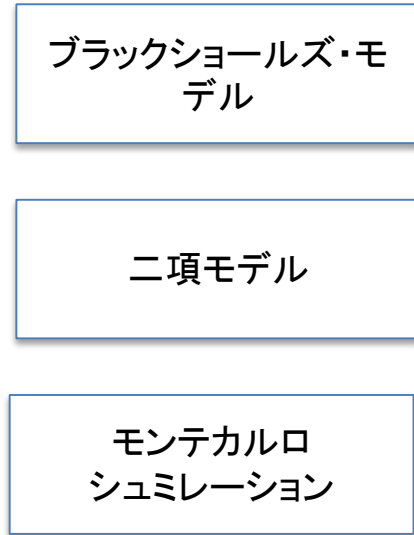 ブラックショールズ・モ
デル
二項モデル
モンテカルロ
シュミレーション